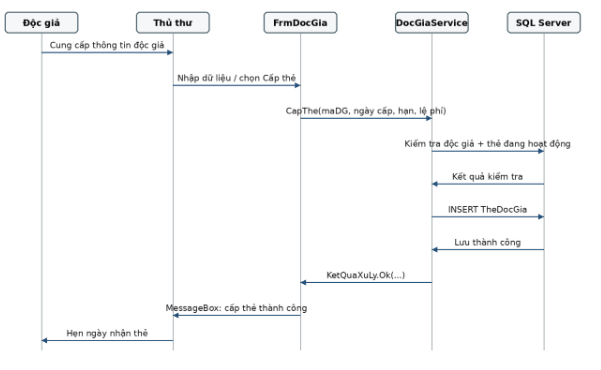 Độc giả
Thủ thư
FrmDocGia
DocGiaService
SQL Server
Cung cấp thông tin độc giả
Nhập dữ liệu / chọn Cấp thẻ
CapThe(maDG, ngày cấp, hạn, lệ phí)
Kiểm tra độc giả + thẻ đang hoạt động
Kết quả kiểm tra
INSERT TheDocGia
Lưu thành công
KetQuaXuLy.Ok(...)
MessageBox: cấp thẻ thành công
Hẹn ngày nhận thẻ